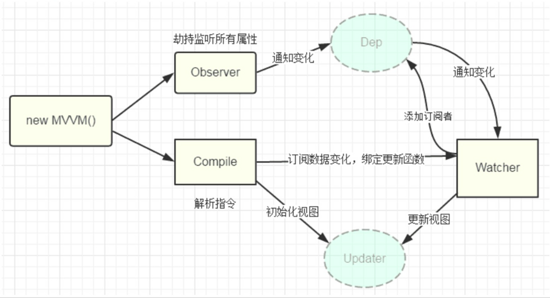 劫持监听所有属性
Dep
通知变化
通知变化
Observer
new MVVM()
添加订阅者
Compile
订阅数据变化，绑定更新函数
Watcher
解析指令
初始化视图
更新视图
Updater